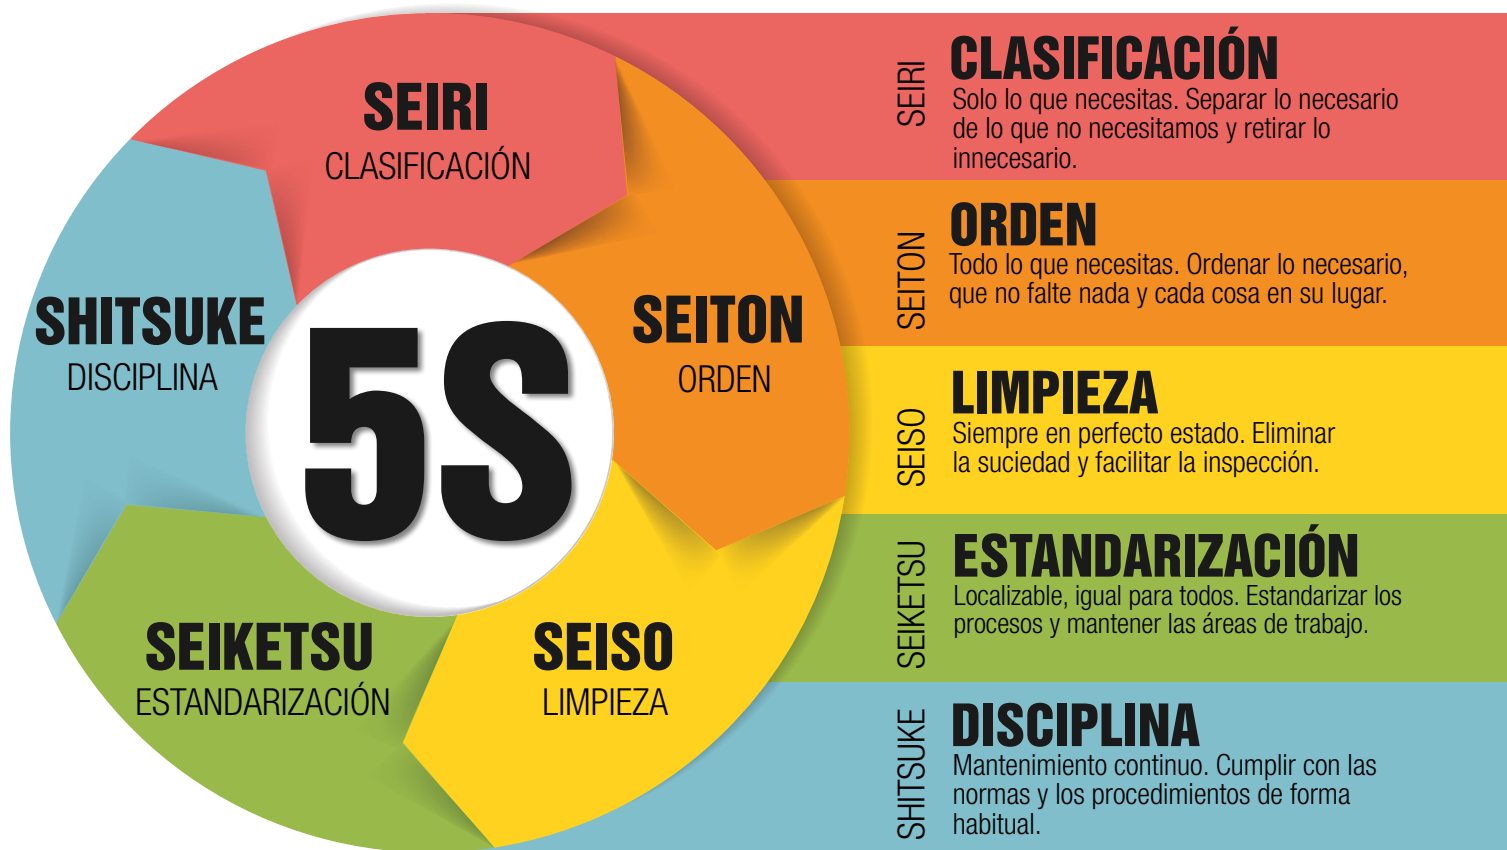 SEIRI
CLASIFICACIÓN
SEITON
ORDEN
SEISO
LIMPIEZA
SEIKETSU
ESTANDARIZACIÓN
SHITSUKE
DISCIPLINA
5S
SEIRI
CLASIFICACIÓN
Solo lo que necesitas. Separar lo necesario
de lo que no necesitamos y retirar lo
innecesario.
SEITON
ORDEN
Todo lo que necesitas. Ordenar lo necesario,
que no falte nada y cada cosa en su lugar.
SEISO
LIMPIEZA
Siempre en perfecto estado. Eliminar
la suciedad y facilitar la inspección.
SEIKETSU
ESTANDARIZACIÓN
Localizable, igual para todos. Estandarizar los
procesos y mantener las áreas de trabajo.
SHITSUKE
DISCIPLINA
Mantenimiento continuo. Cumplir con las
normas y los procedimientos de forma
habitual.